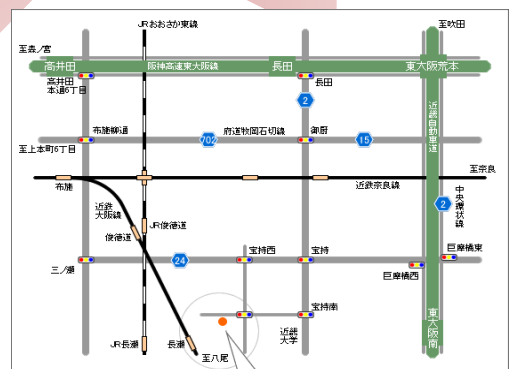 JRおおさか東線
至吹田
至森ノ宮
高井田
阪神高速東大阪線
長田
東大阪荒本
高井田
本通6丁目
長田
2
近畿自動車道
布施柳通
702
府道枚岡石切線
御厨
15
至上本町6丁目
至奈良
布施
近鉄奈良線
近鉄
大阪線
2
中央環状線
JR俊徳道
俊徳道
宝持西
宝持
巨摩橋東
三ノ瀬
24
巨摩橋西
宝持南
東大阪南
近畿
大学
JR長瀬
長瀬
至八尾